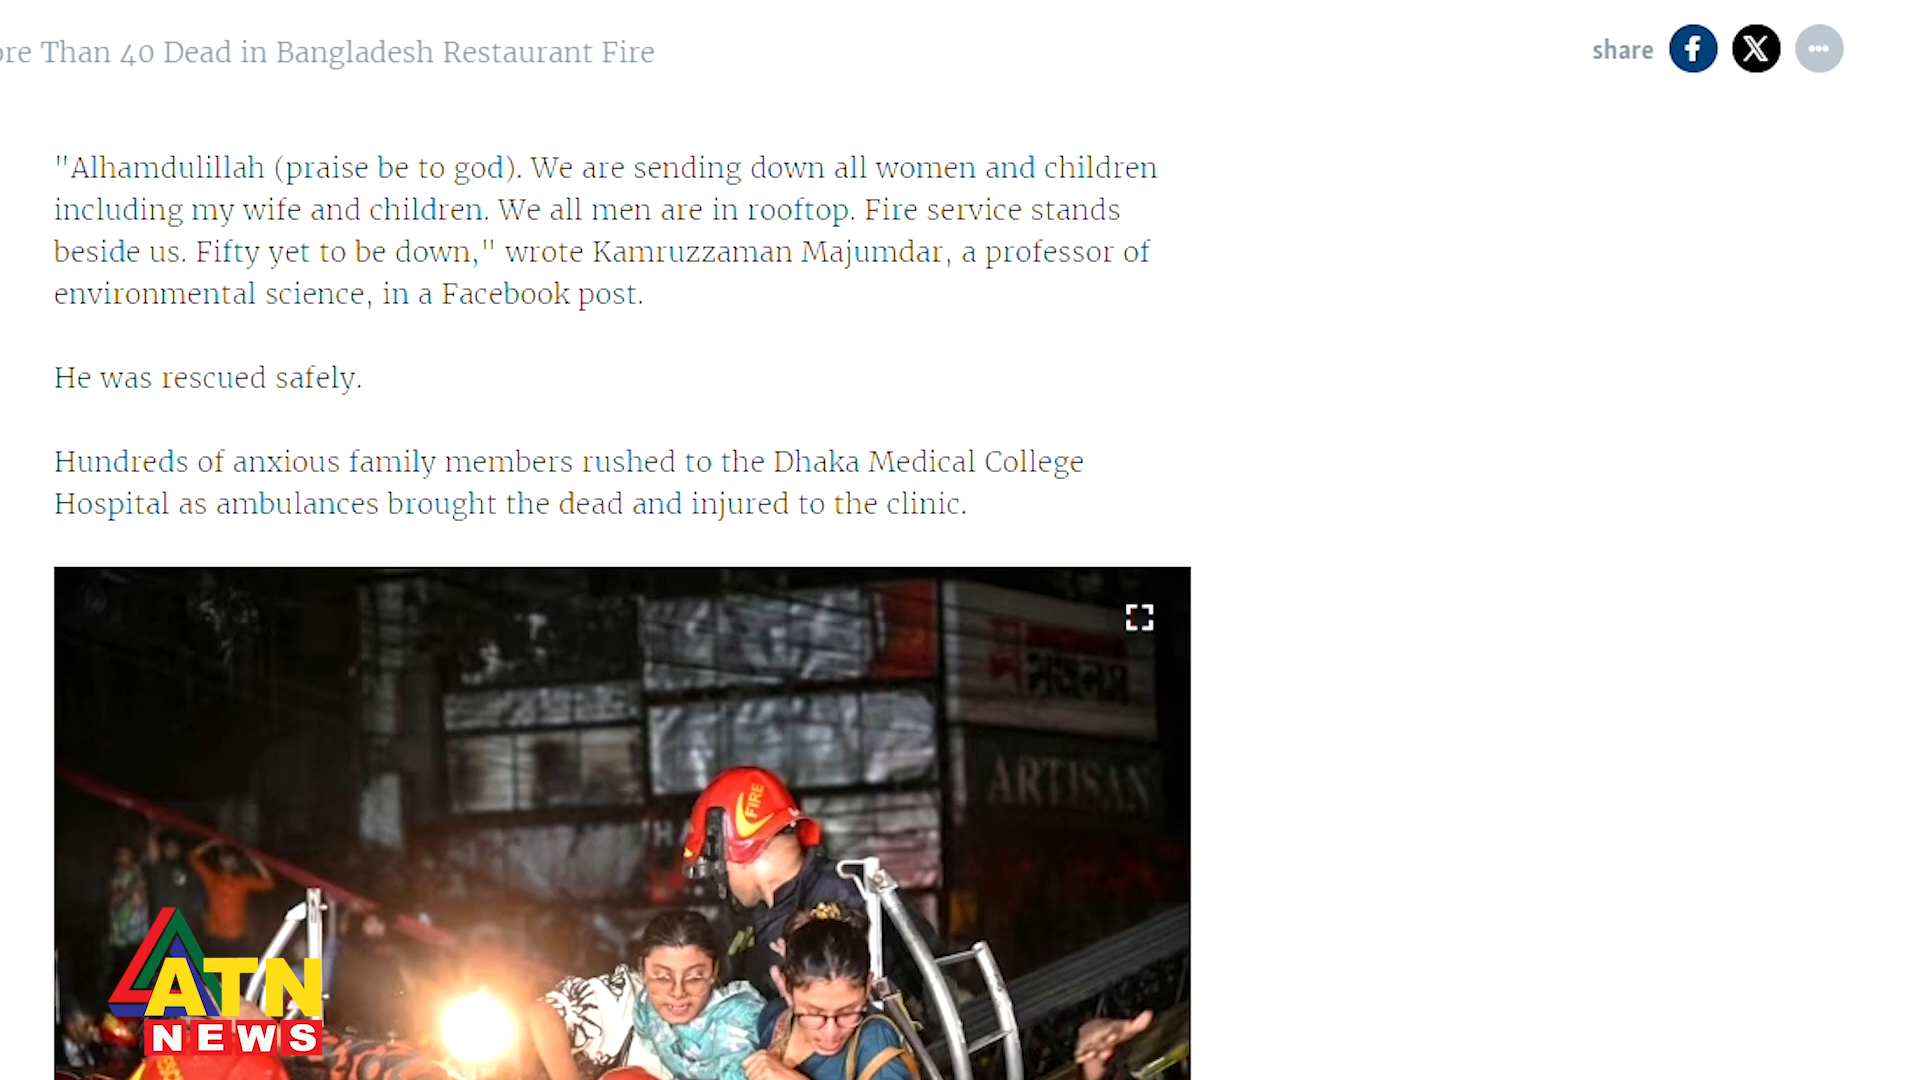 ore Than 40 Dead in Bangladesh Restaurant Fire
share
"Alhamdulillah (praise be to god). We are sending down all women and children
including my wife and children. We all men are in rooftop. Fire service stands
beside us. Fifty yet to be down," wrote Kamruzzaman Majumdar, a professor of
environmental science, in a Facebook post.
He was rescued safely.
Hundreds of anxious family members rushed to the Dhaka Medical College
Hospital as ambulances brought the dead and injured to the clinic.
ARTISAN
FIRE
ATN
NEWS